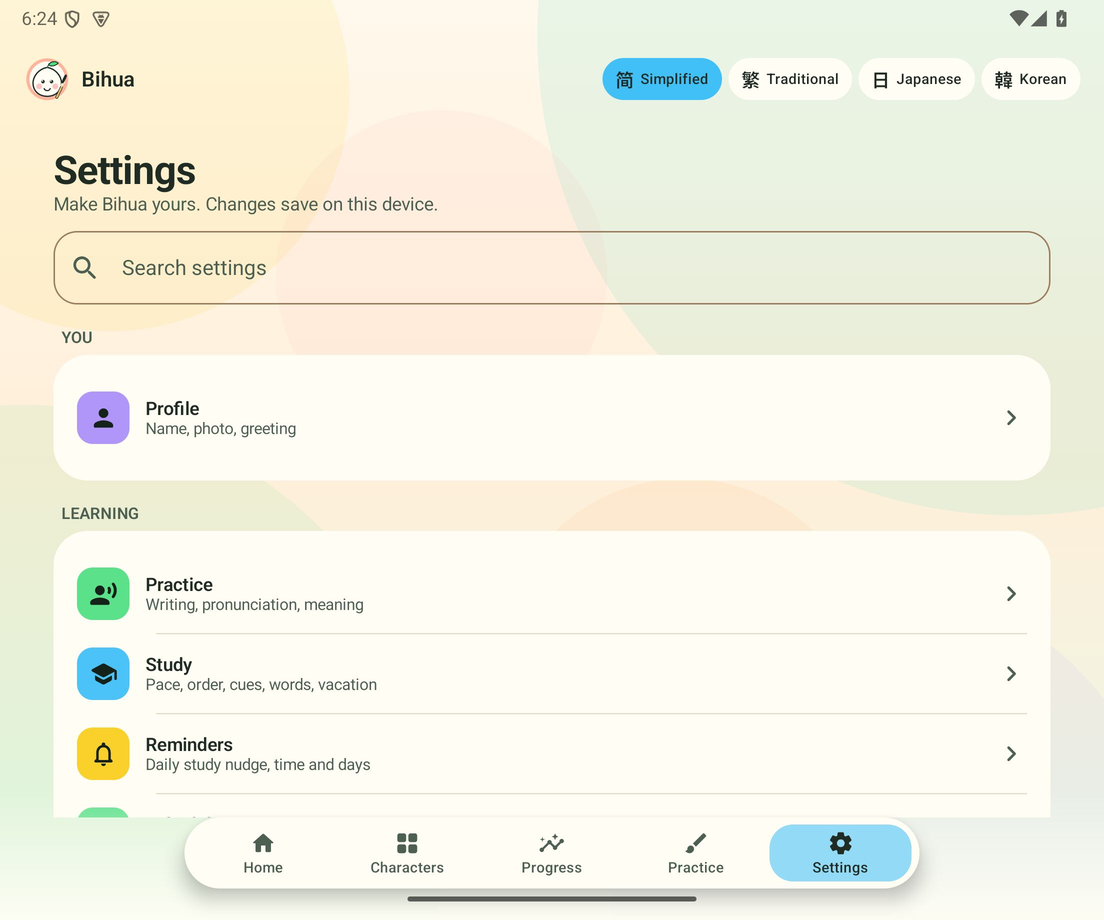 6:24
Bihua
简 Simplified
繁 Traditional
日 Japanese
韓 Korean
Settings
Make Bihua yours. Changes save on this device.
Search settings
YOU
Profile
Name, photo, greeting
LEARNING
Practice
Writing, pronunciation, meaning
Study
Pace, order, cues, words, vacation
Reminders
Daily study nudge, time and days
Home
Characters
Progress
Practice
Settings